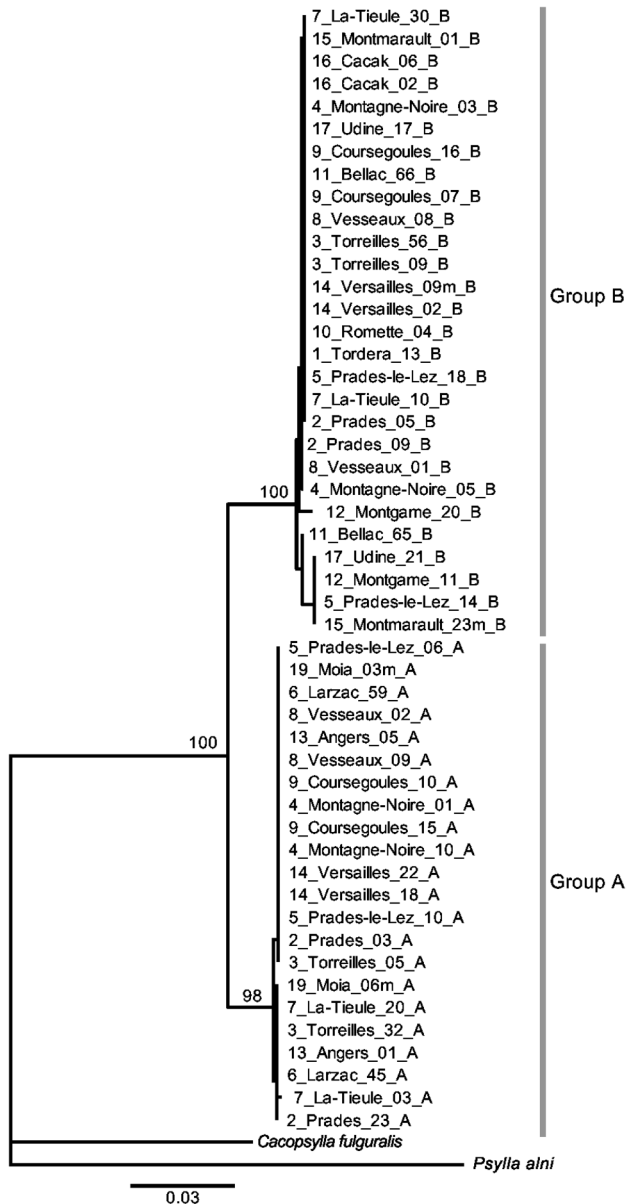 7_La-Tieule_30_B
15_Montmarault_01_B
16_Cacak_06_B
16_Cacak_02_B
4_Montagne-Noire_03_B
17_Udine_17_B
9_Coursegoules_16_B
11_Bellac_66_B
9_Coursegoules_07_B
8_Vesseaux_08_B
3_Torreilles_56_B
3_Torreilles_09_B
14_Versailles_09m_B
14_Versailles_02_B
10_Romette_04_B
1_Tordera_13_B
5_Prades-le-Lez_18_B
7_La-Tieule_10_B
2_Prades_05_B
2_Prades_09_B
8_Vesseaux_01_B
4_Montagne-Noire_05_B
12_Montgame_20_B
11_Bellac_65_B
17_Udine_21_B
12_Montgame_11_B
5_Prades-le-Lez_14_B
15_Montmarault_23m_B
Group B
100
5_Prades-le-Lez_06_A
19_Moia_03m_A
6_Larzac_59_A
8_Vesseaux_02_A
13_Angers_05_A
8_Vesseaux_09_A
9_Coursegoules_10_A
4_Montagne-Noire_01_A
9_Coursegoules_15_A
4_Montagne-Noire_10_A
14_Versailles_22_A
14_Versailles_18_A
5_Prades-le-Lez_10_A
2_Prades_03_A
3_Torreilles_05_A
19_Moia_06m_A
7_La-Tieule_20_A
3_Torreilles_32_A
13_Angers_01_A
6_Larzac_45_A
7_La-Tieule_03_A
2_Prades_23_A
Group A
100
98
Cacopsylla fulguralis
Psylla alni
0.03